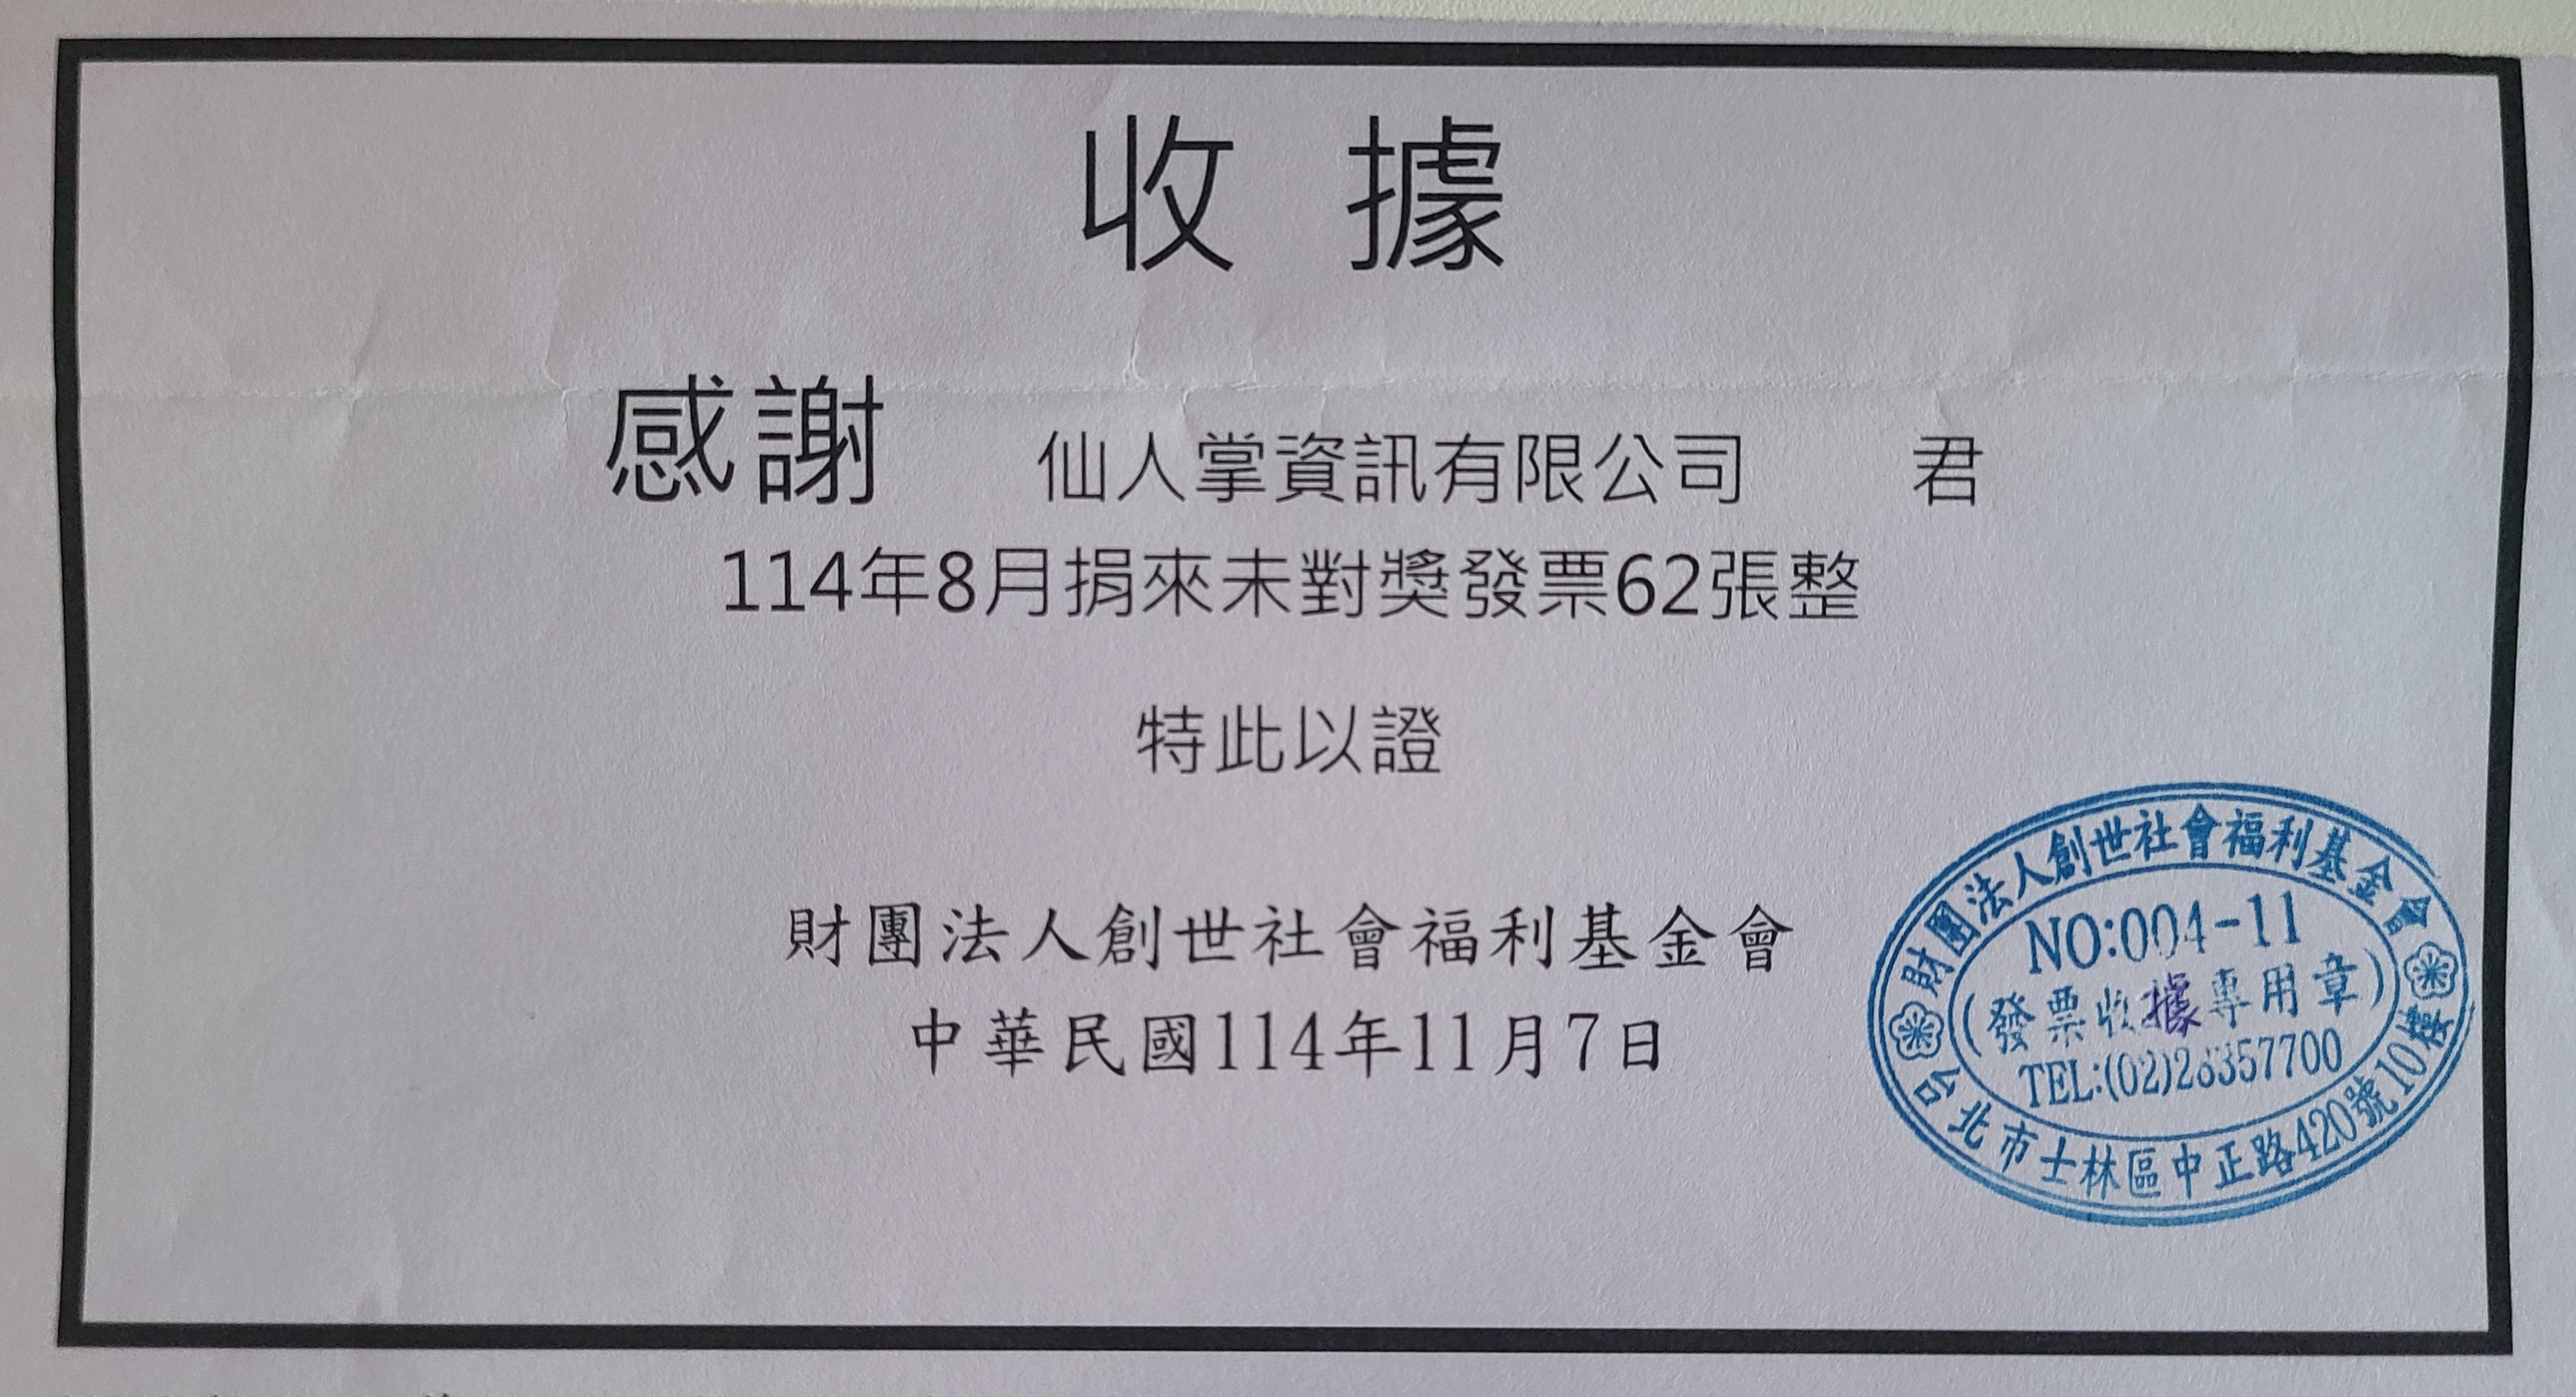 收據
感謝 仙人掌資訊有限公司 君
114年8月捐來未對獎發票62張整
特此以證
財團法人創世社會福利基金會
中華民國114年11月7日
財團法人創世社會福利基金會
NO:004-11
(發票收據專用章)
TEL:(02)28357700
台北市士林區中正路420號10樓